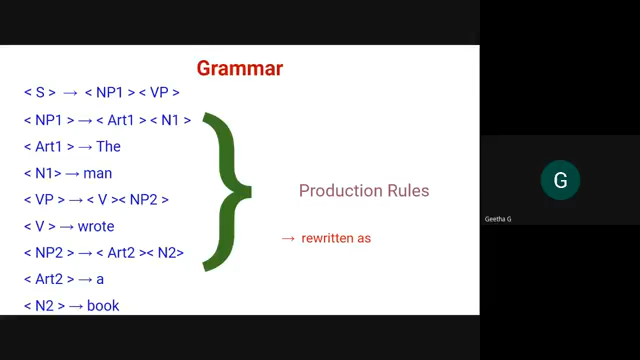 Grammar
< S > → < NP1 > < VP >
< NP1 > → < Art1 > < N1 >
< Art1 > → The
< N1> → man
< VP > → < V >< NP2 >
< V > → wrote
< NP2 > → < Art2 >< N2>
< Art2 > → a
< N2 > → book
Production Rules
→ rewritten as
G
Geetha G